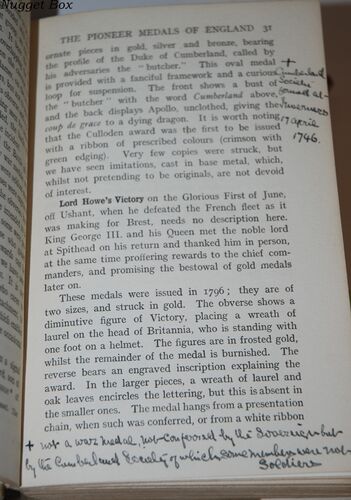 Nugget Box
THE PIONEER MEDALS OF ENGLAND 31
ornate pieces in gold, silver and bronze, bearing
the profile of the Duke of Cumberland, called by
his adversaries the "butcher." This oval medal +
is provided with a fanciful framework and a curious
loop for suspension. The front shows a bust of
the "butcher" with the word Cumberland above,
and the back displays Apollo, unclothed, giving the
coup de grace to a dying dragon. It is worth noting
that the Culloden award was the first to be issued
with a ribbon of prescribed colours (crimson with
green edging). Very few copies were struck, but
we have seen imitations, cast in base metal, which,
whilst not pretending to be originals, are not devoid
of interest.
Cumberland
Society
formed at
Inverness
17 April
1746.
Lord Howe's Victory on the Glorious First of June,
off Ushant, when he defeated the French fleet as it
was making for Brest, needs no description here.
King George III. and his Queen met the noble lord
at Spithead on his return and thanked him in person,
at the same time proffering rewards to the chief com-
manders, and promising the bestowal of gold medals
later on.
These medals were issued in 1796; they are of
two sizes, and struck in gold. The obverse shows a
diminutive figure of Victory, placing a wreath of
laurel on the head of Britannia, who is standing with
one foot on a helmet. The figures are in frosted gold,
whilst the remainder of the medal is burnished. The
reverse bears an engraved inscription explaining the
award. In the larger pieces, a wreath of laurel and
oak leaves encircles the lettering, but this is absent in
the smaller ones. The medal hangs from a presentation
chain, when such was conferred, or from a white ribbon
+ not a war medal, not conferred by the Sovereign but
by the Cumberland Society of which some members were not
Soldiers